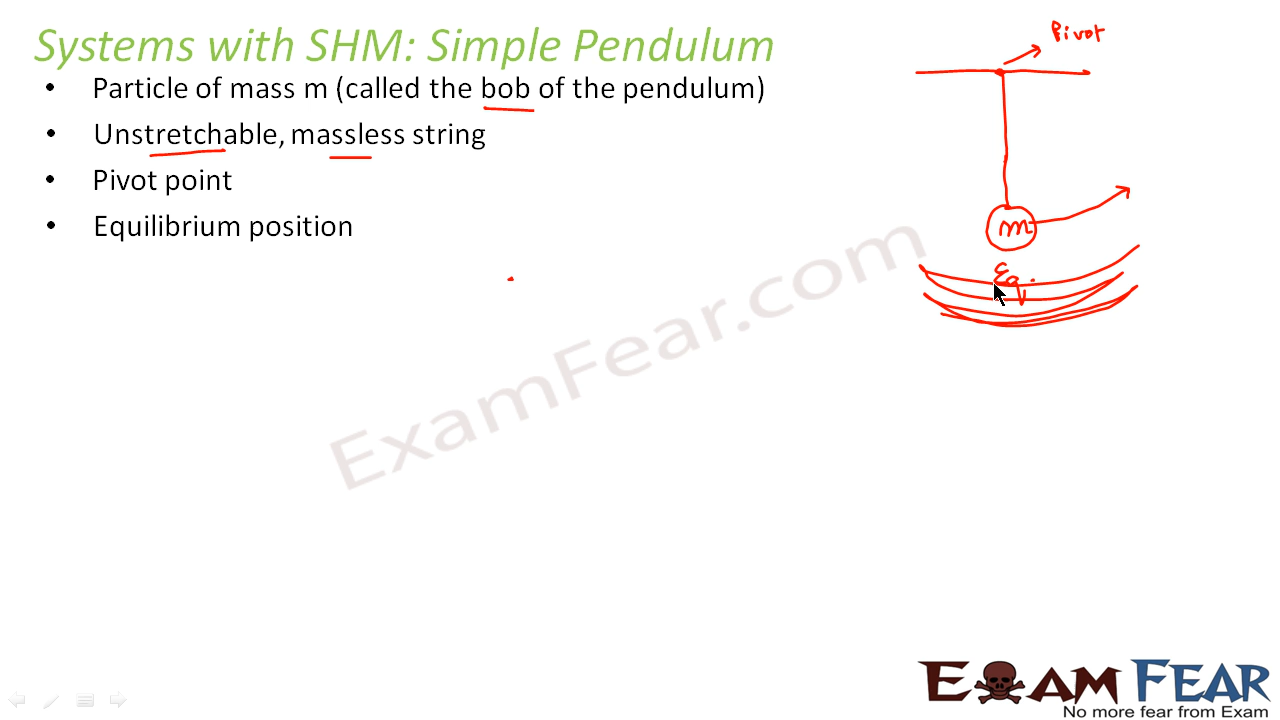 Systems with SHM: Simple Pendulum
• Particle of mass m (called the bob of the pendulum)
• Unstretchable, massless string
• Pivot point
• Equilibrium position
Pivot
m
Eq.
ExamFear.com
EXAM FEAR
No more fear from Exam